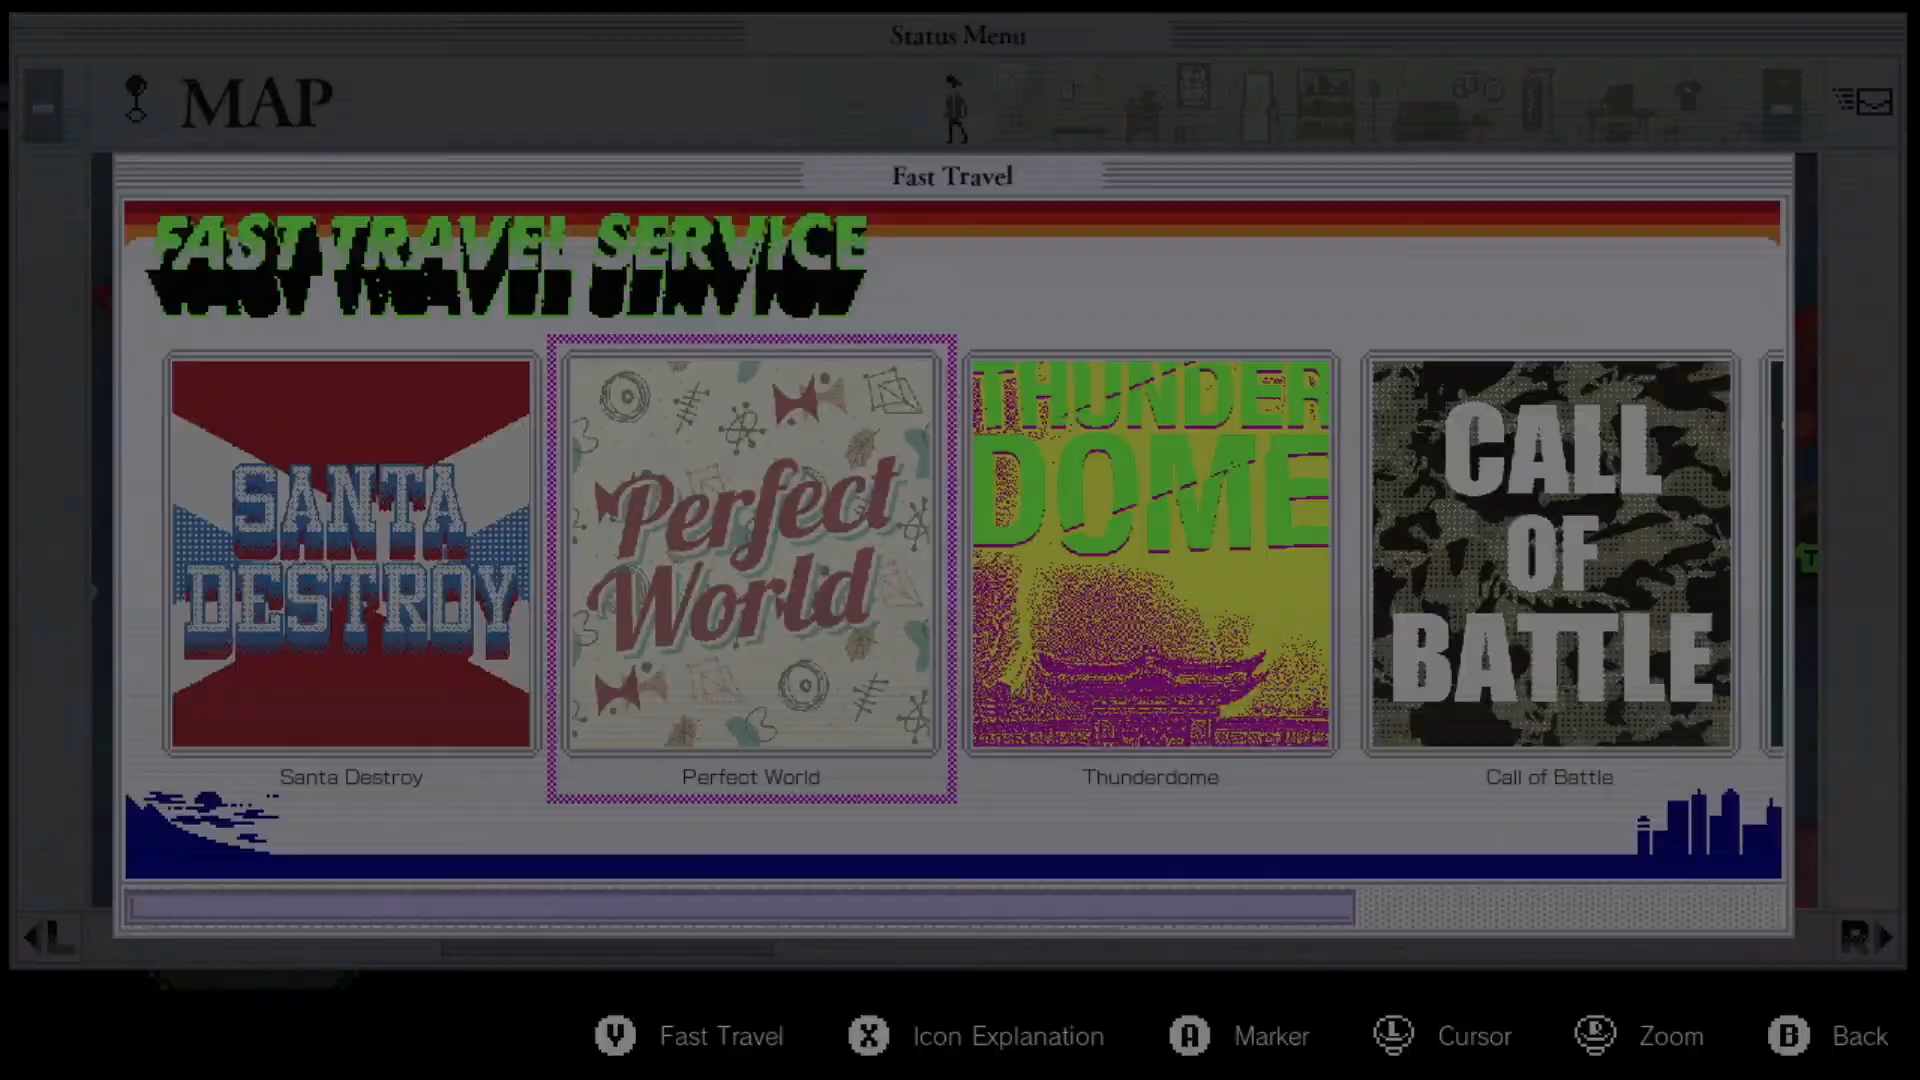 Status Menu
MAP
Fast Travel
FAST TRAVEL SERVICE
SANTA
DESTROY
Perfect
World
THUNDER
DOME
CALL
OF
BATTLE
Santa Destroy
Perfect World
Thunderdome
Call of Battle
L
R
Y Fast Travel
X Icon Explanation
A Marker
L Cursor
R Zoom
B Back